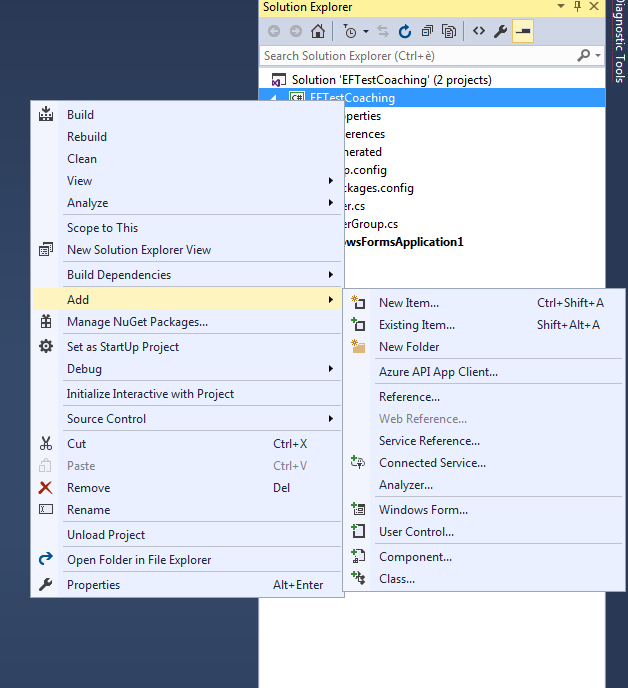 Solution Explorer
Search Solution Explorer (Ctrl+è)
Solution 'EFTestCoaching' (2 projects)
C# EFTestCoaching
operties
erences
nerated
p.config
ckages.config
er.cs
erGroup.cs
owsFormsApplication1
Diagnostic Tools
Build
Rebuild
Clean
View
Analyze
Scope to This
New Solution Explorer View
Build Dependencies
Add
Manage NuGet Packages...
Set as StartUp Project
Debug
Initialize Interactive with Project
Source Control
Cut Ctrl+X
Paste Ctrl+V
Remove Del
Rename
Unload Project
Open Folder in File Explorer
Properties Alt+Enter
New Item... Ctrl+Shift+A
Existing Item... Shift+Alt+A
New Folder
Azure API App Client...
Reference...
Web Reference...
Service Reference...
Connected Service...
Analyzer...
Windows Form...
User Control...
Component...
Class...